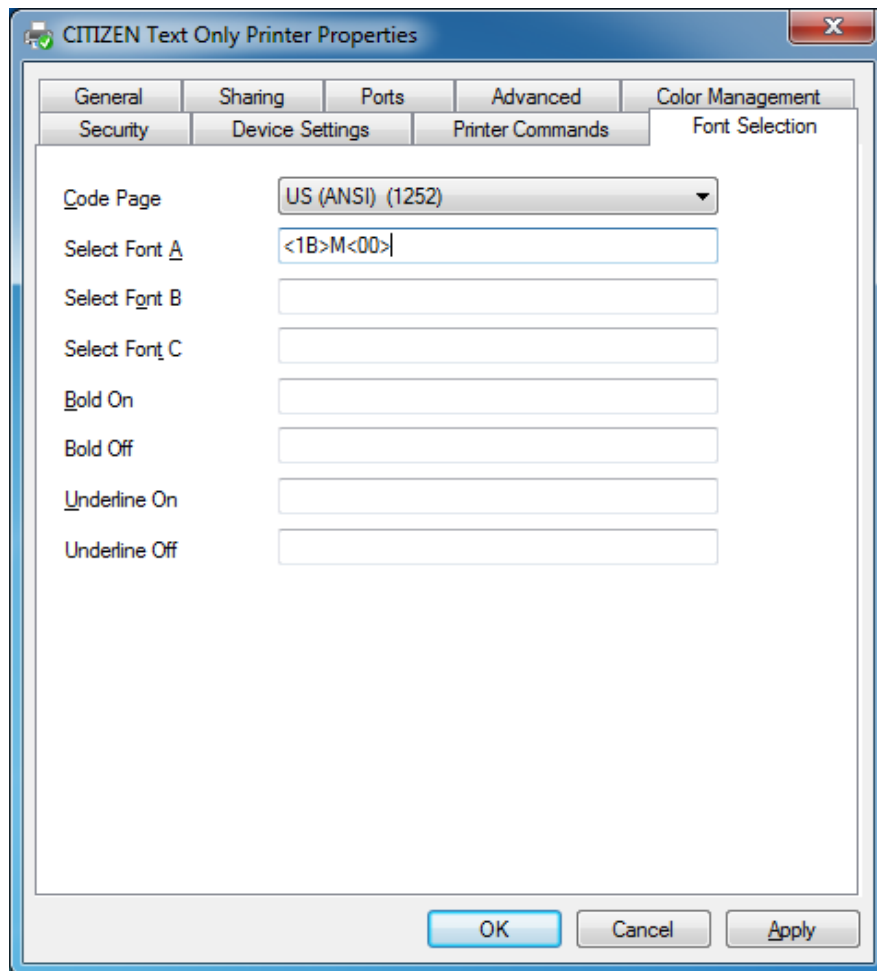 CITIZEN Text Only Printer Properties
General Sharing Ports Advanced Color Management
Security Device Settings Printer Commands Font Selection
Code Page US (ANSI) (1252)
Select Font A <1B>M<00>
Select Font B
Select Font C
Bold On
Bold Off
Underline On
Underline Off
OK Cancel Apply